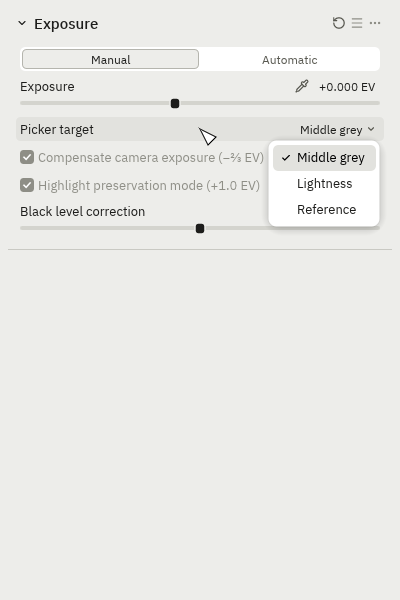 Exposure
Manual
Automatic
Exposure
+0.000 EV
Picker target
Middle grey
Compensate camera exposure (−⅔ EV)
Middle grey
Highlight preservation mode (+1.0 EV)
Lightness
Black level correction
Reference